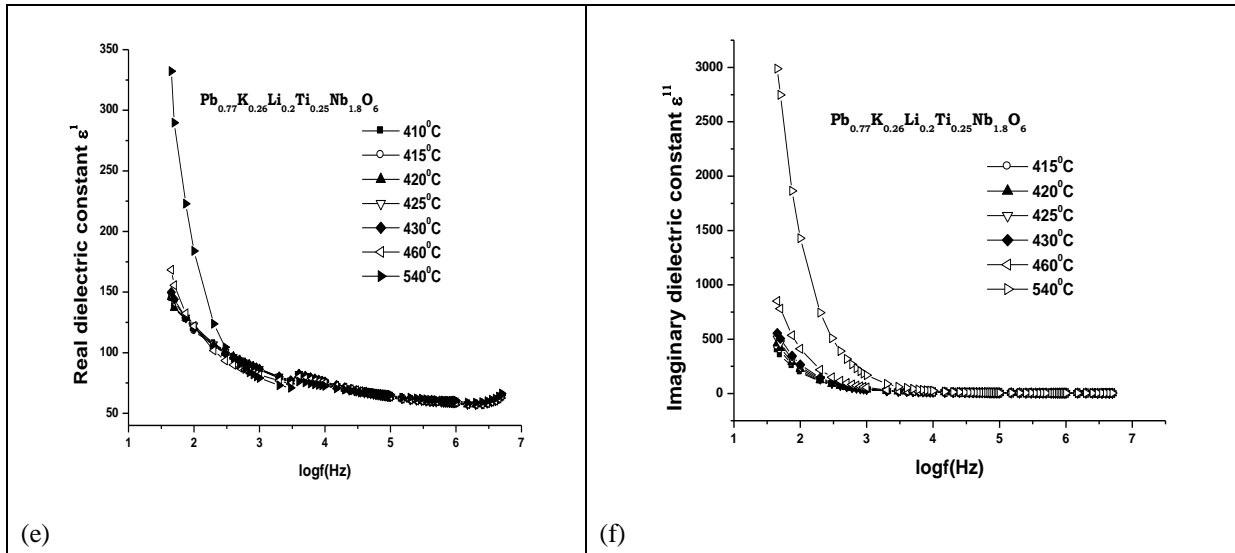 350
300
250
200
150
100
50
Real dielectric constant ε¹
Pb₀.₇₇K₀.₂₆Li₀.₂Ti₀.₂₅Nb₁.₈O₆
410⁰C
415⁰C
420⁰C
425⁰C
430⁰C
460⁰C
540⁰C
1 2 3 4 5 6 7
logf(Hz)
(e)
3000
2500
2000
1500
1000
500
0
Imaginary dielectric constant ε¹¹
Pb₀.₇₇K₀.₂₆Li₀.₂Ti₀.₂₅Nb₁.₈O₆
415⁰C
420⁰C
425⁰C
430⁰C
460⁰C
540⁰C
1 2 3 4 5 6 7
logf(Hz)
(f)